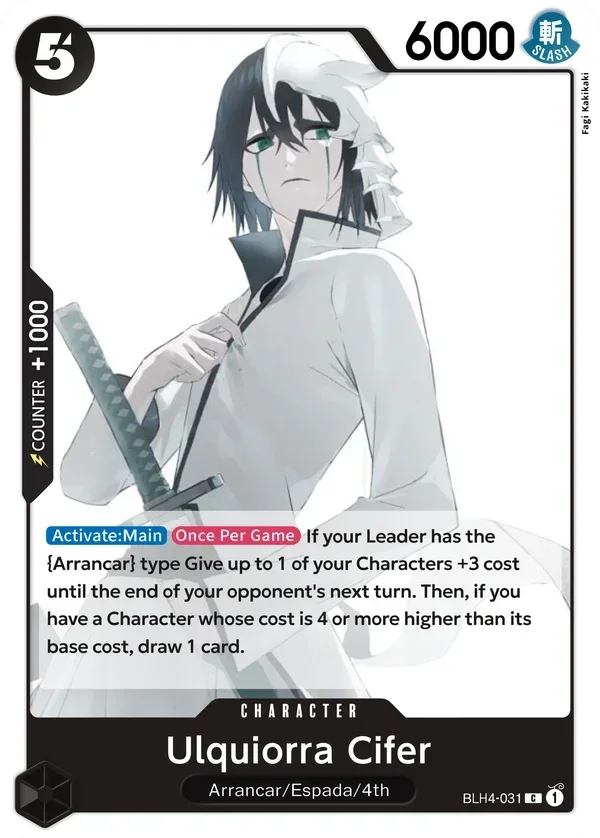 5
6000
斬
SLASH
Fagi Kakikaki
COUNTER +1000
Activate:Main Once Per Game If your Leader has the
{Arrancar} type Give up to 1 of your Characters +3 cost
until the end of your opponent's next turn. Then, if you
have a Character whose cost is 4 or more higher than its
base cost, draw 1 card.
CHARACTER
Ulquiorra Cifer
Arrancar/Espada/4th
BLH4-031 C 1